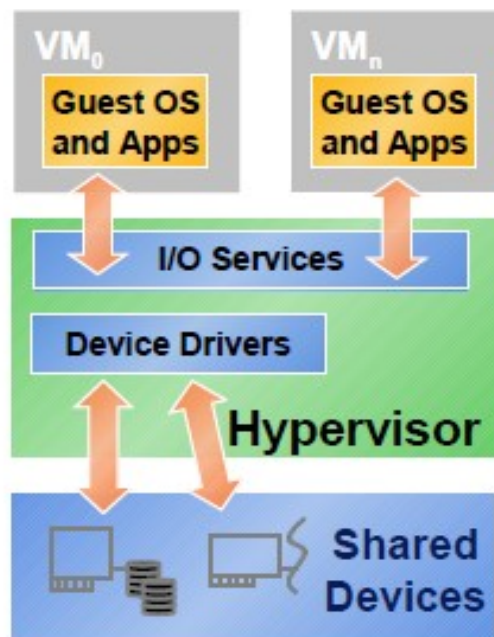 VM₀
VMₙ
Guest OS
and Apps
Guest OS
and Apps
I/O Services
Device Drivers
Hypervisor
Shared
Devices